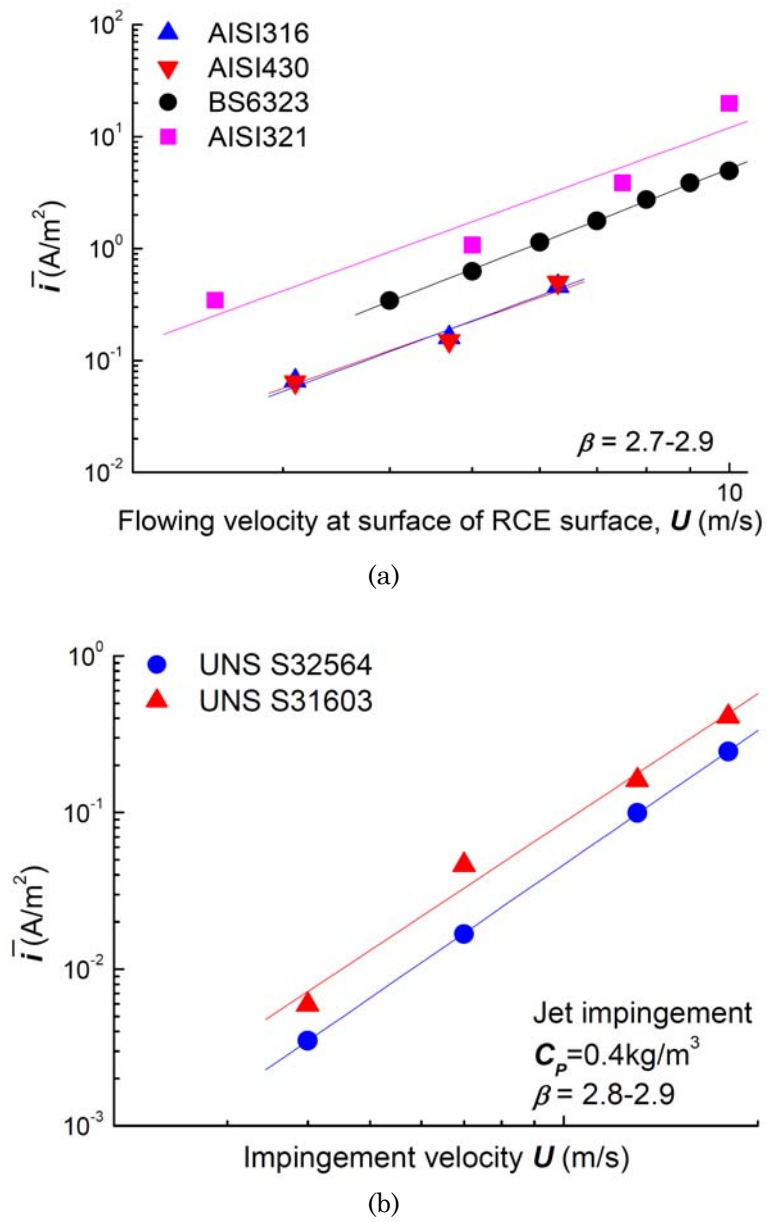 10²
10¹
10⁰
10⁻¹
10⁻²
AISI316
AISI430
BS6323
AISI321
i̅ (A/m²)
β = 2.7-2.9
10
Flowing velocity at surface of RCE surface, U (m/s)
(a)
10⁰
10⁻¹
10⁻²
10⁻³
UNS S32564
UNS S31603
i̅ (A/m²)
Jet impingement
C_P=0.4kg/m³
β = 2.8-2.9
Impingement velocity U (m/s)
(b)